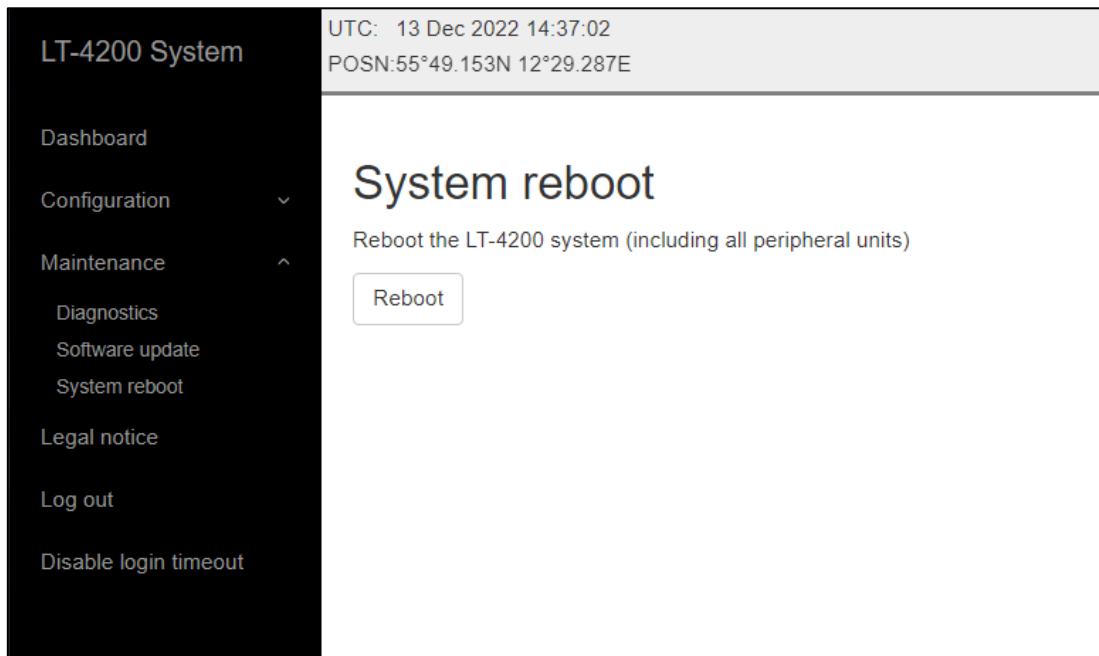 LT-4200 System
Dashboard
Configuration
Maintenance
Diagnostics
Software update
System reboot
Legal notice
Log out
Disable login timeout
UTC: 13 Dec 2022 14:37:02
POSN:55°49.153N 12°29.287E
System reboot
Reboot the LT-4200 system (including all peripheral units)
Reboot